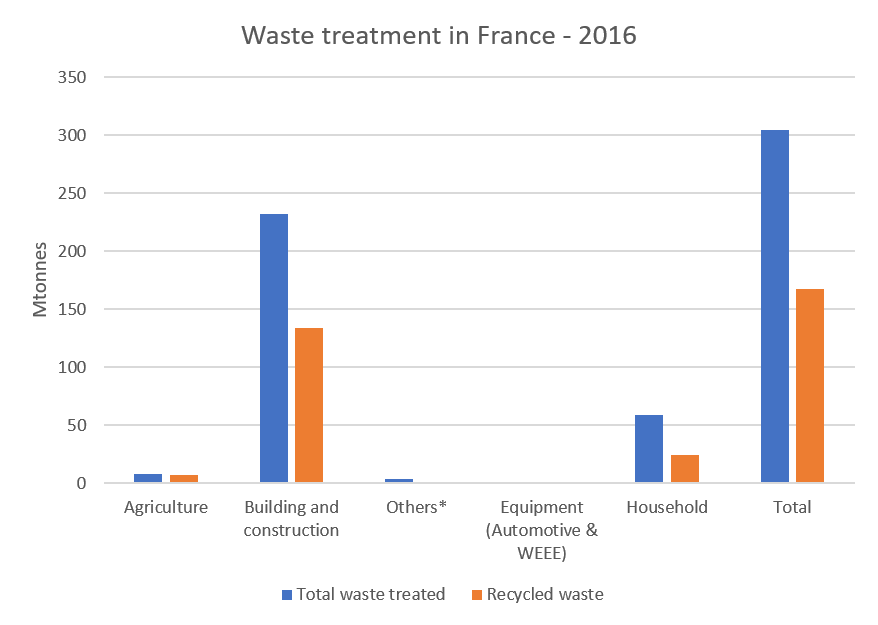 Waste treatment in France - 2016
350
300
250
200
150
100
50
0
Mtonnes
Agriculture
Building and
construction
Others*
Equipment
(Automotive &
WEEE)
Household
Total
Total waste treated
Recycled waste